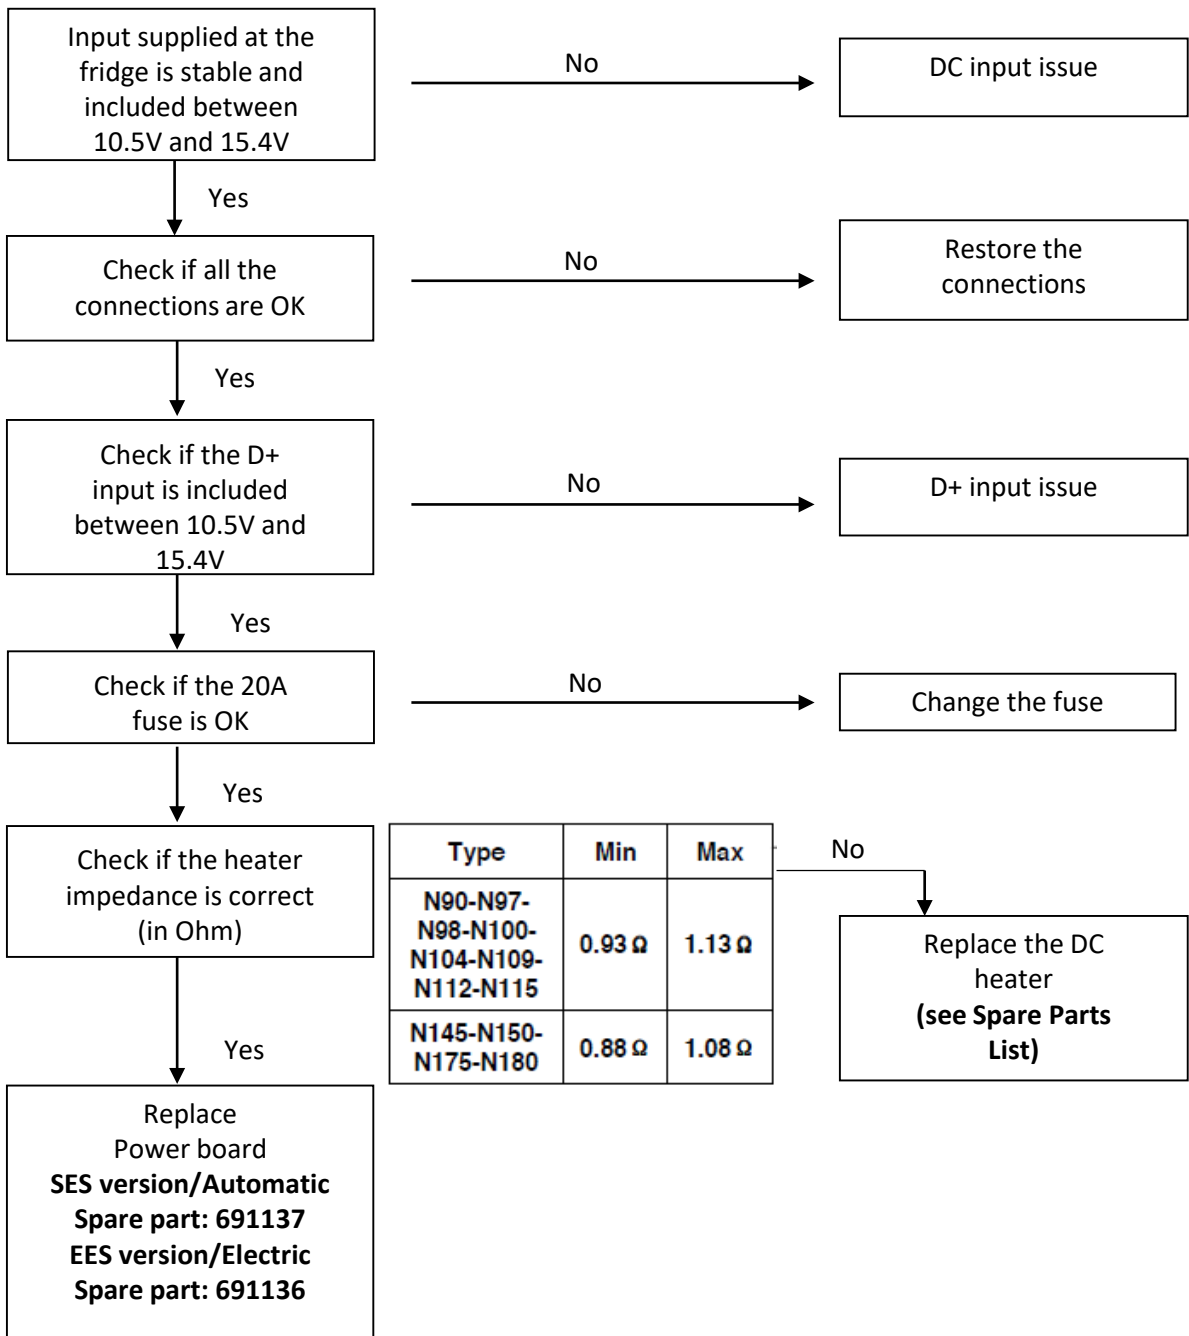 Input supplied at the
fridge is stable and
included between
10.5V and 15.4V
No
DC input issue
Yes
Check if all the
connections are OK
No
Restore the
connections
Yes
Check if the D+
input is included
between 10.5V and
15.4V
No
D+ input issue
Yes
Check if the 20A
fuse is OK
No
Change the fuse
Yes
Check if the heater
impedance is correct
(in Ohm)
Type Min Max
N90-N97-
N98-N100-
N104-N109-
N112-N115
0.93 Ω 1.13 Ω
N145-N150-
N175-N180
0.88 Ω 1.08 Ω
No
Replace the DC
heater
(see Spare Parts
List)
Yes
Replace
Power board
SES version/Automatic
Spare part: 691137
EES version/Electric
Spare part: 691136